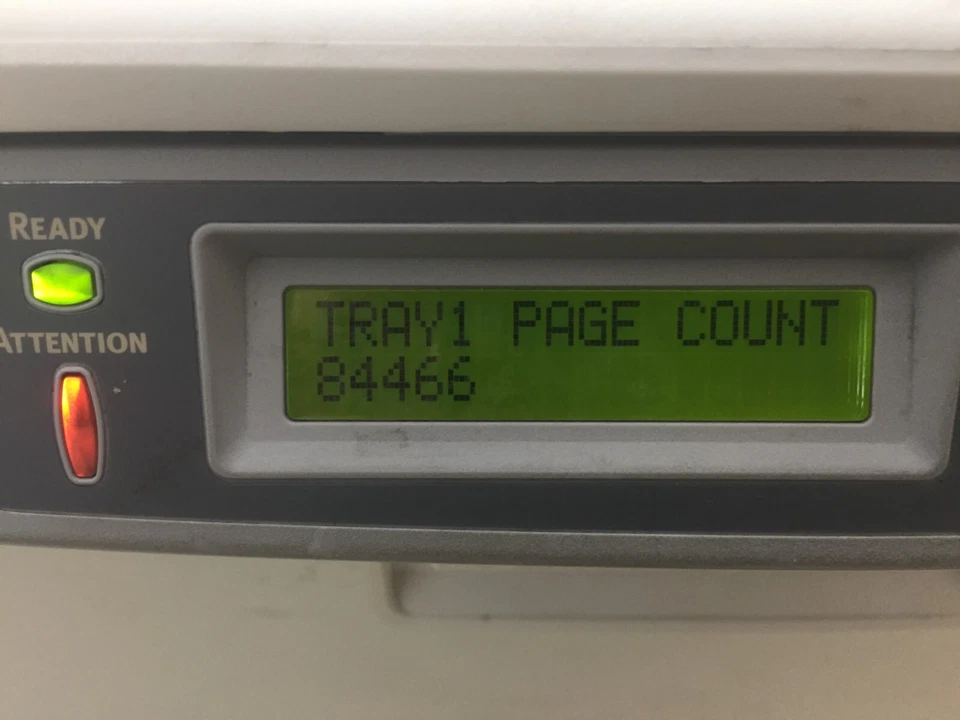 READY
ATTENTION
TRAY1 PAGE COUNT
84466